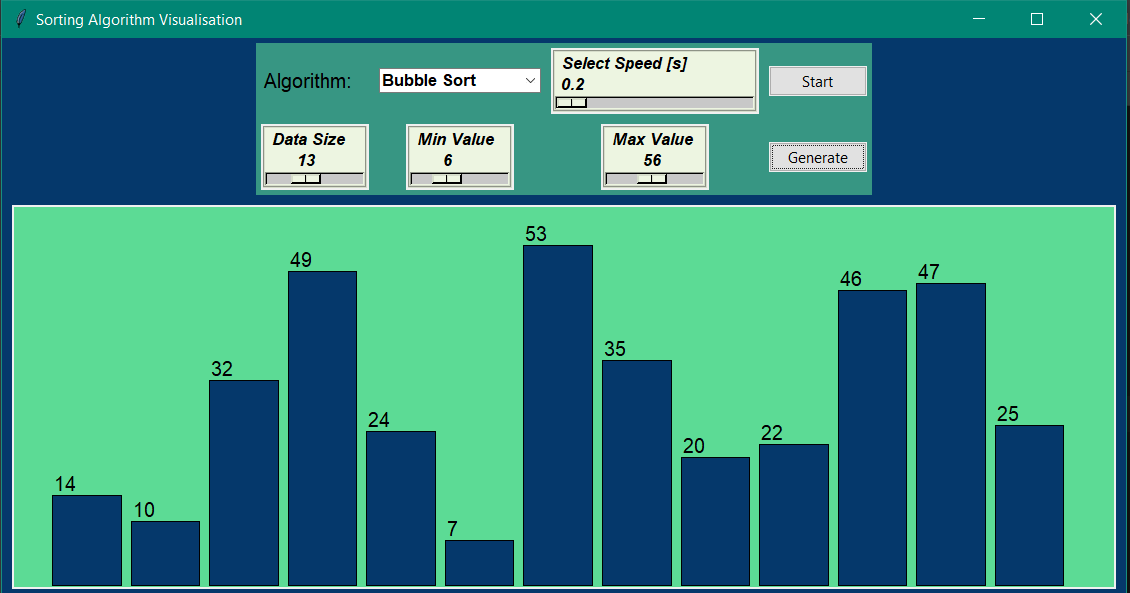 Sorting Algorithm Visualisation
Algorithm:
Bubble Sort
Select Speed [s]
0.2
Start
Data Size
13
Min Value
6
Max Value
56
Generate
14
10
32
49
24
7
53
35
20
22
46
47
25